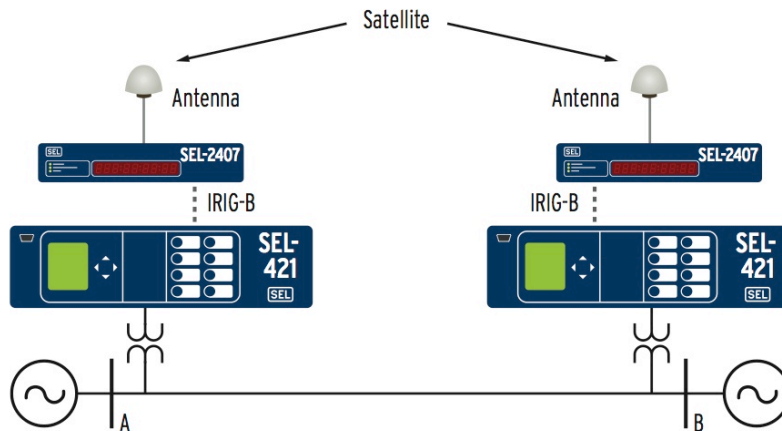 Satellite
Antenna
Antenna
SEL SEL-2407
SEL SEL-2407
IRIG-B
IRIG-B
SEL-
421
SEL
SEL-
421
SEL
A
B